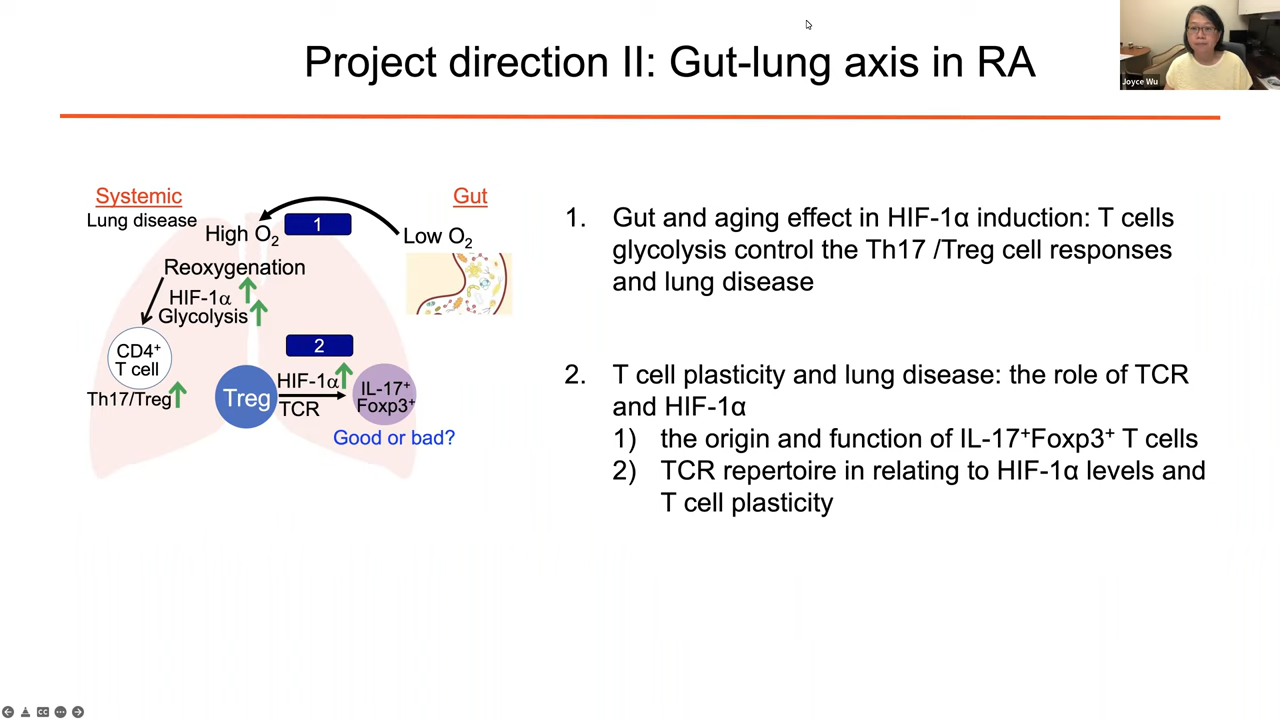 Project direction II: Gut-lung axis in RA
Joyce Wu
Systemic
Lung disease
Gut
High O₂
1
Low O₂
Reoxygenation
HIF-1α
Glycolysis
CD4⁺
T cell
Th17/Treg
2
Treg
HIF-1α
TCR
IL-17⁺
Foxp3⁺
Good or bad?
1. Gut and aging effect in HIF-1α induction: T cells
glycolysis control the Th17 /Treg cell responses
and lung disease
2. T cell plasticity and lung disease: the role of TCR
and HIF-1α
1) the origin and function of IL-17⁺Foxp3⁺ T cells
2) TCR repertoire in relating to HIF-1α levels and
T cell plasticity